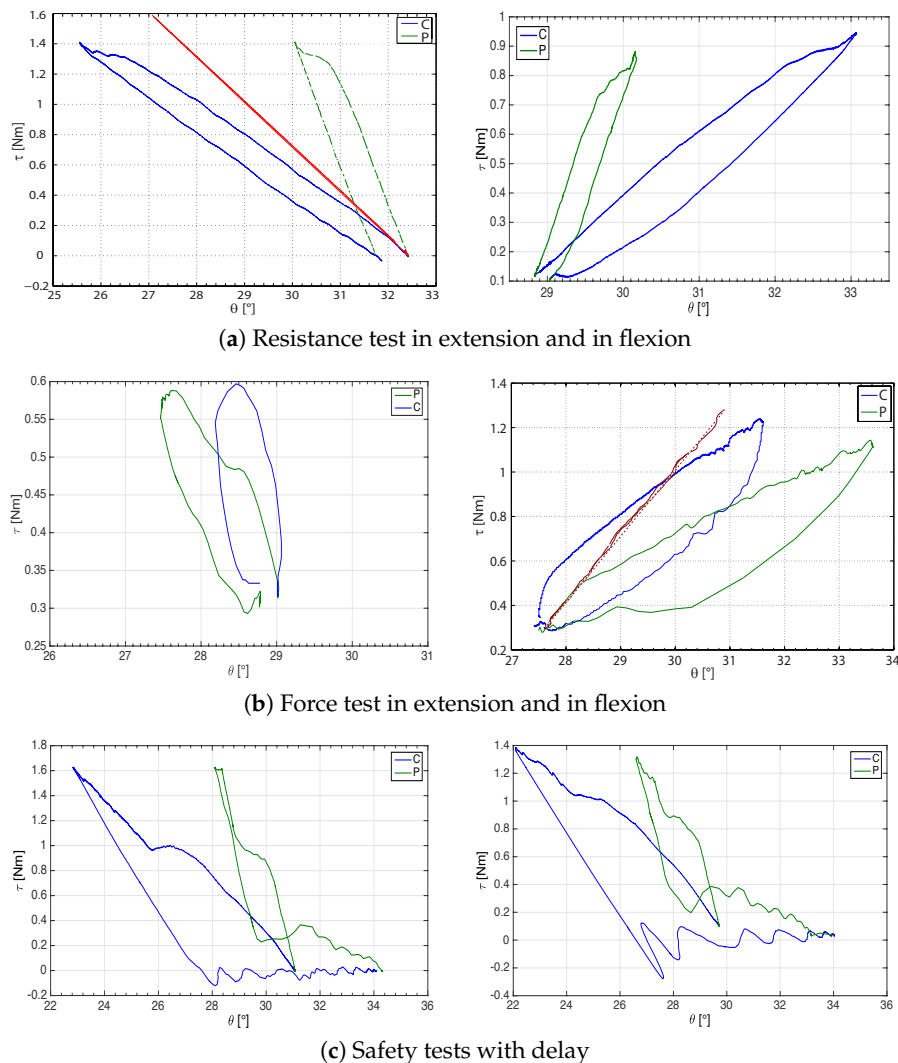 1.6
1.4
1.2
1
0.8
0.6
0.4
0.2
0
−0.2
τ [Nm]
25 26 27 28 29 30 31 32 33
θ [°]
C
P
1
0.9
0.8
0.7
0.6
0.5
0.4
0.3
0.2
0.1
τ [Nm]
29 30 31 32 33
θ [°]
C
P
(a) Resistance test in extension and in flexion
0.6
0.55
0.5
0.45
0.4
0.35
0.3
0.25
τ [Nm]
26 27 28 29 30 31
θ [°]
P
C
1.4
1.2
1
0.8
0.6
0.4
0.2
τ [Nm]
27 28 29 30 31 32 33 34
θ [°]
C
P
(b) Force test in extension and in flexion
1.8
1.6
1.4
1.2
1
0.8
0.6
0.4
0.2
0
-0.2
τ [Nm]
22 24 26 28 30 32 34 36
θ [°]
C
P
1.4
1.2
1
0.8
0.6
0.4
0.2
0
-0.2
-0.4
τ [Nm]
22 24 26 28 30 32 34 36
θ [°]
C
P
(c) Safety tests with delay